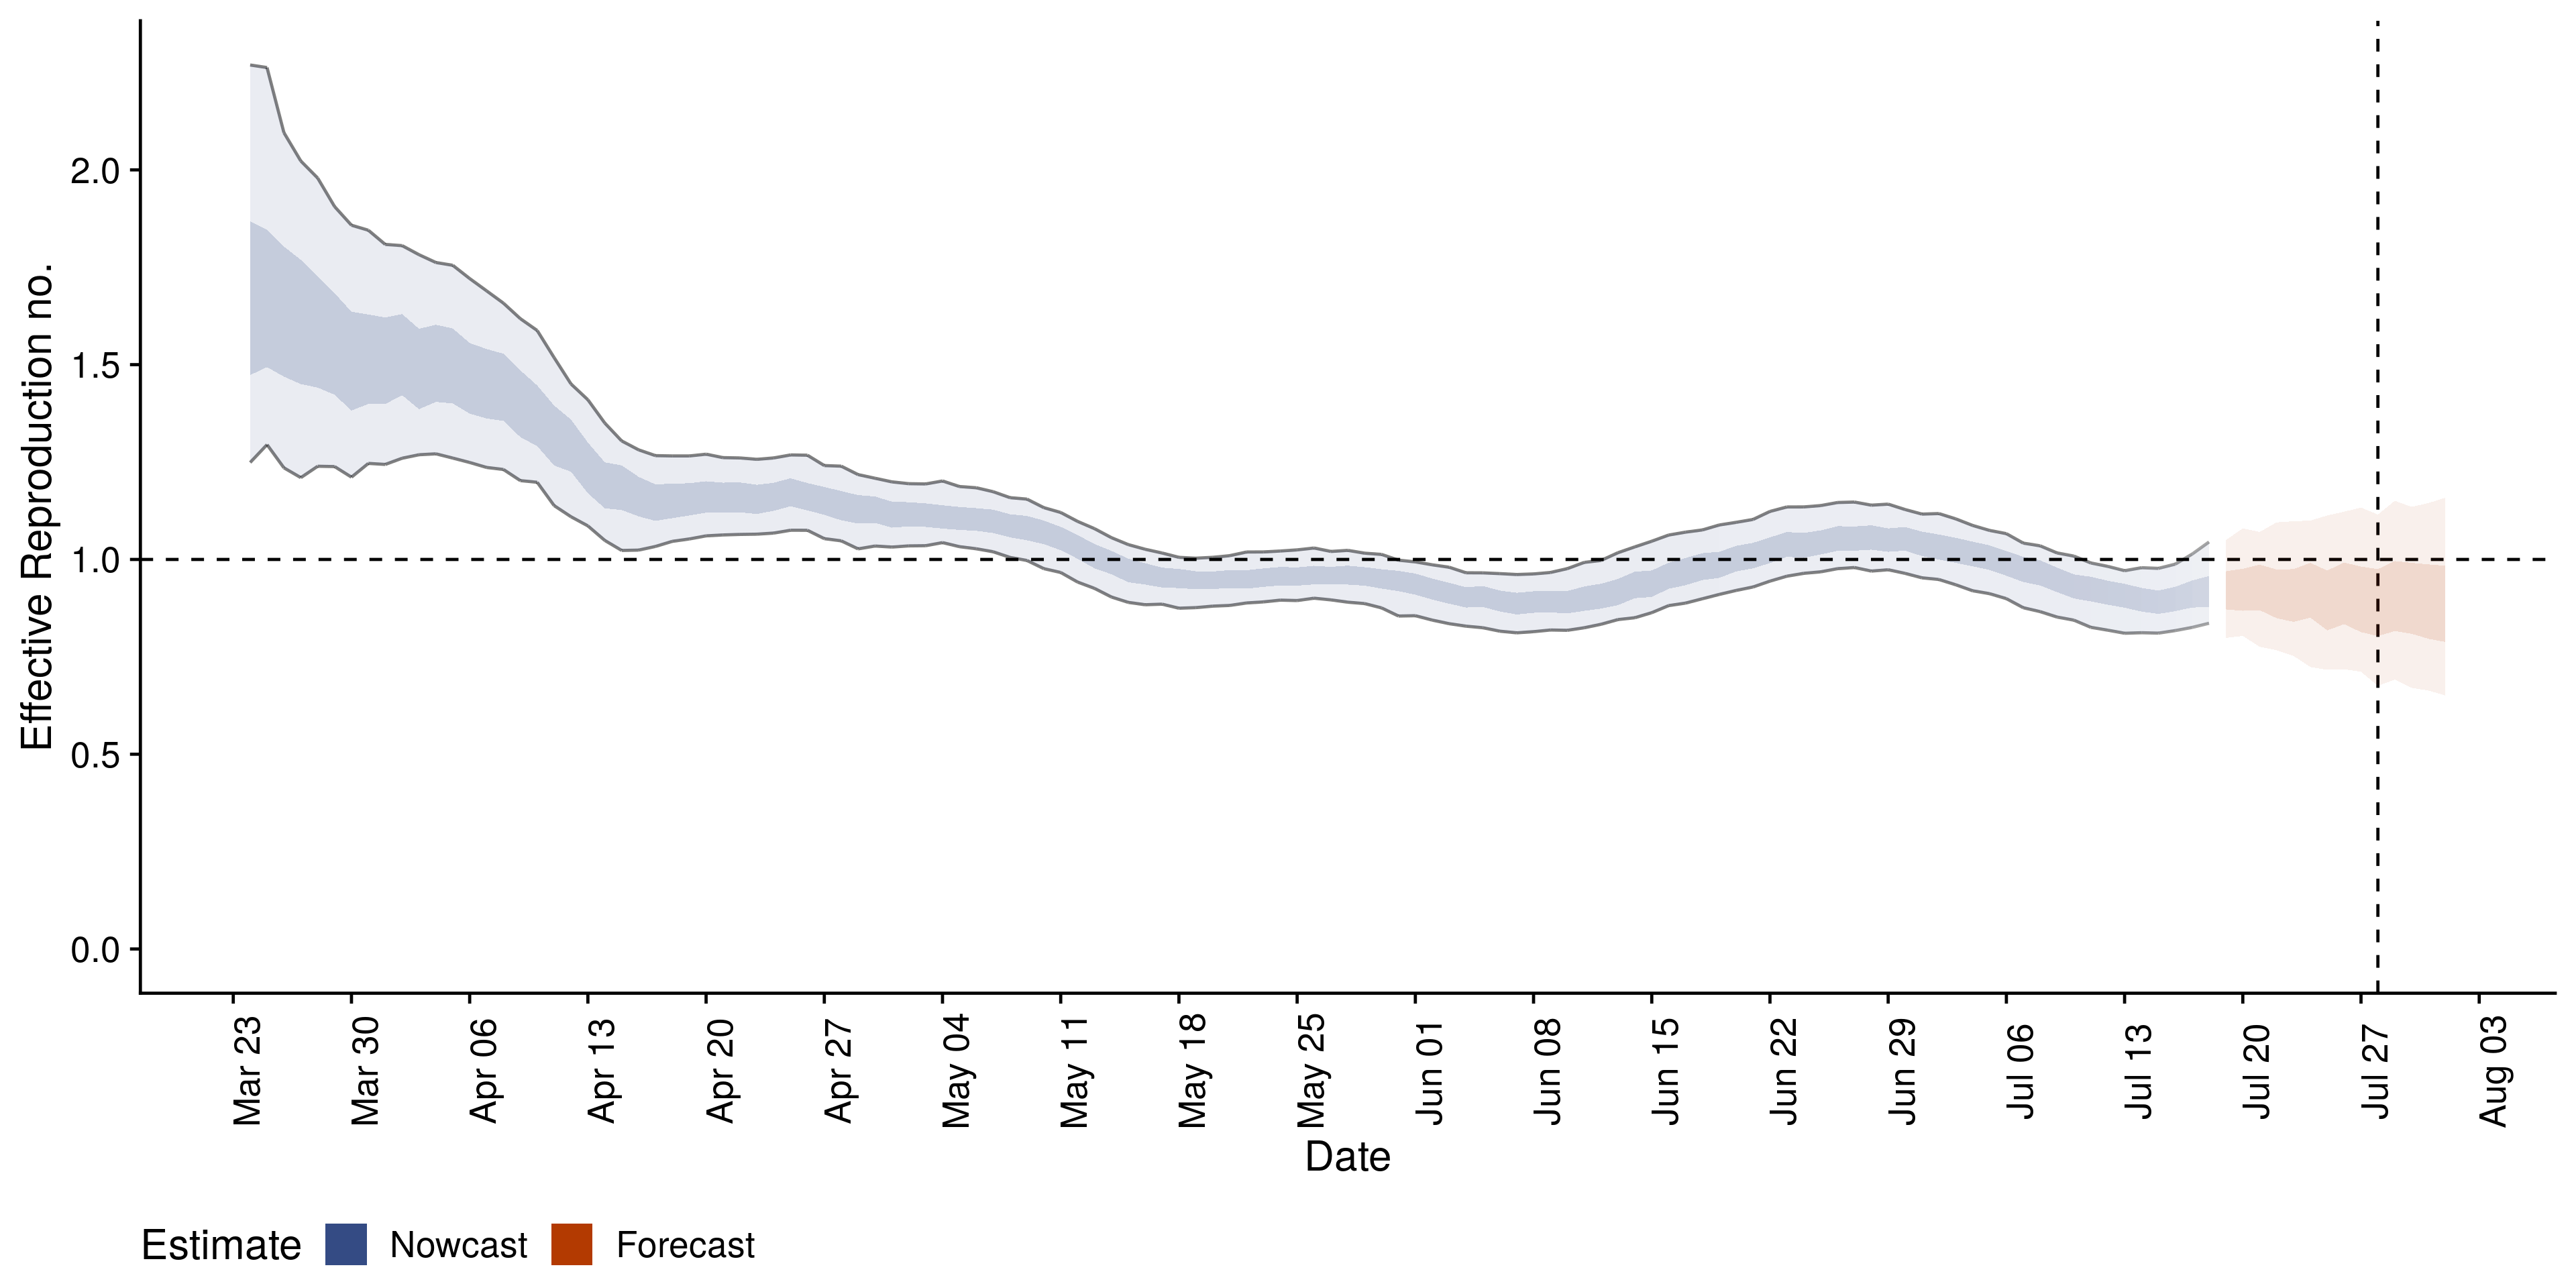 Effective Reproduction no.
2.0
1.5
1.0
0.5
0.0
Mar 23
Mar 30
Apr 06
Apr 13
Apr 20
Apr 27
May 04
May 11
May 18
May 25
Jun 01
Jun 08
Jun 15
Jun 22
Jun 29
Jul 06
Jul 13
Jul 20
Jul 27
Aug 03
Date
Estimate Nowcast Forecast